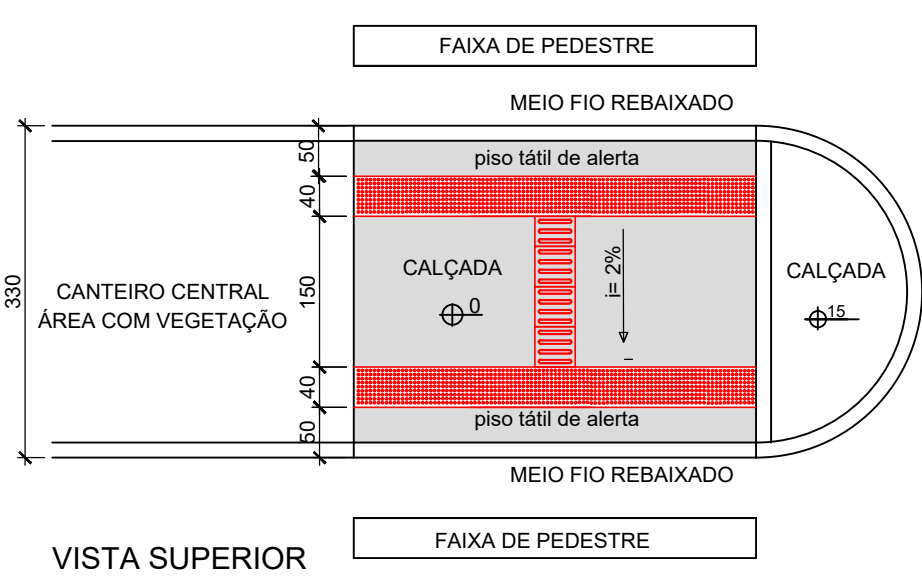 FAIXA DE PEDESTRE
MEIO FIO REBAIXADO
piso tátil de alerta
50
40
330
150
CANTEIRO CENTRAL
ÁREA COM VEGETAÇÃO
CALÇADA
0
i= 2%
CALÇADA
15
40
50
piso tátil de alerta
MEIO FIO REBAIXADO
FAIXA DE PEDESTRE
VISTA SUPERIOR